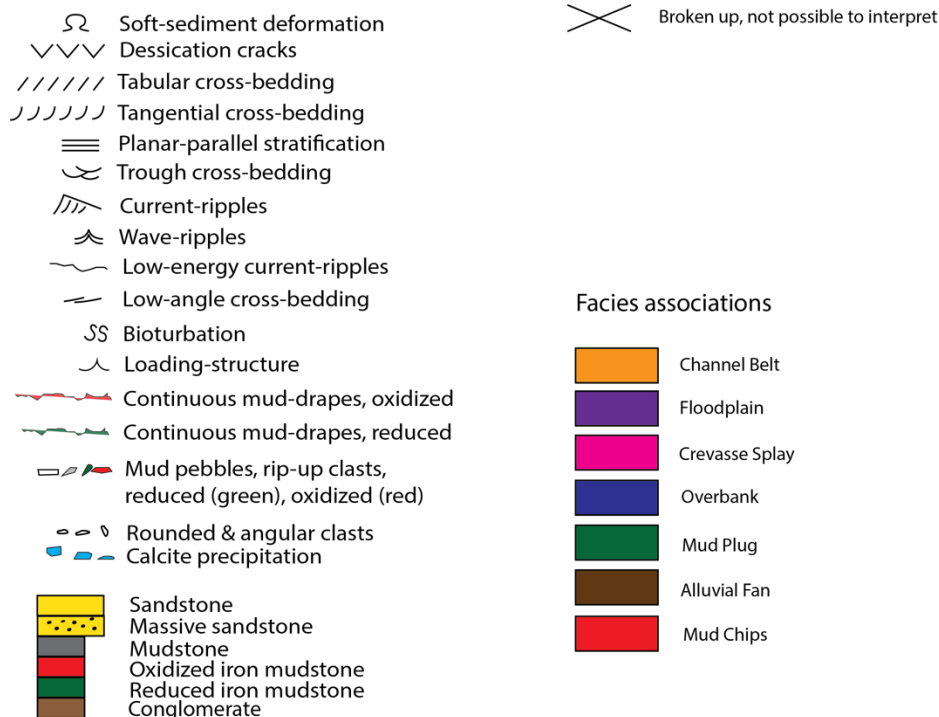 Soft-sediment deformation
Dessication cracks
Tabular cross-bedding
Tangential cross-bedding
Planar-parallel stratification
Trough cross-bedding
Current-ripples
Wave-ripples
Low-energy current-ripples
Low-angle cross-bedding
Bioturbation
Loading-structure
Continuous mud-drapes, oxidized
Continuous mud-drapes, reduced
Mud pebbles, rip-up clasts,
reduced (green), oxidized (red)
Rounded & angular clasts
Calcite precipitation
Sandstone
Massive sandstone
Mudstone
Oxidized iron mudstone
Reduced iron mudstone
Conglomerate
Broken up, not possible to interpret
Facies associations
Channel Belt
Floodplain
Crevasse Splay
Overbank
Mud Plug
Alluvial Fan
Mud Chips